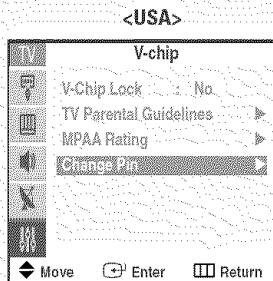 <USA>
TV V-chip
V-Chip Lock : No
TV Parental Guidelines
MPAA Rating
Change Pin
Move Enter Return